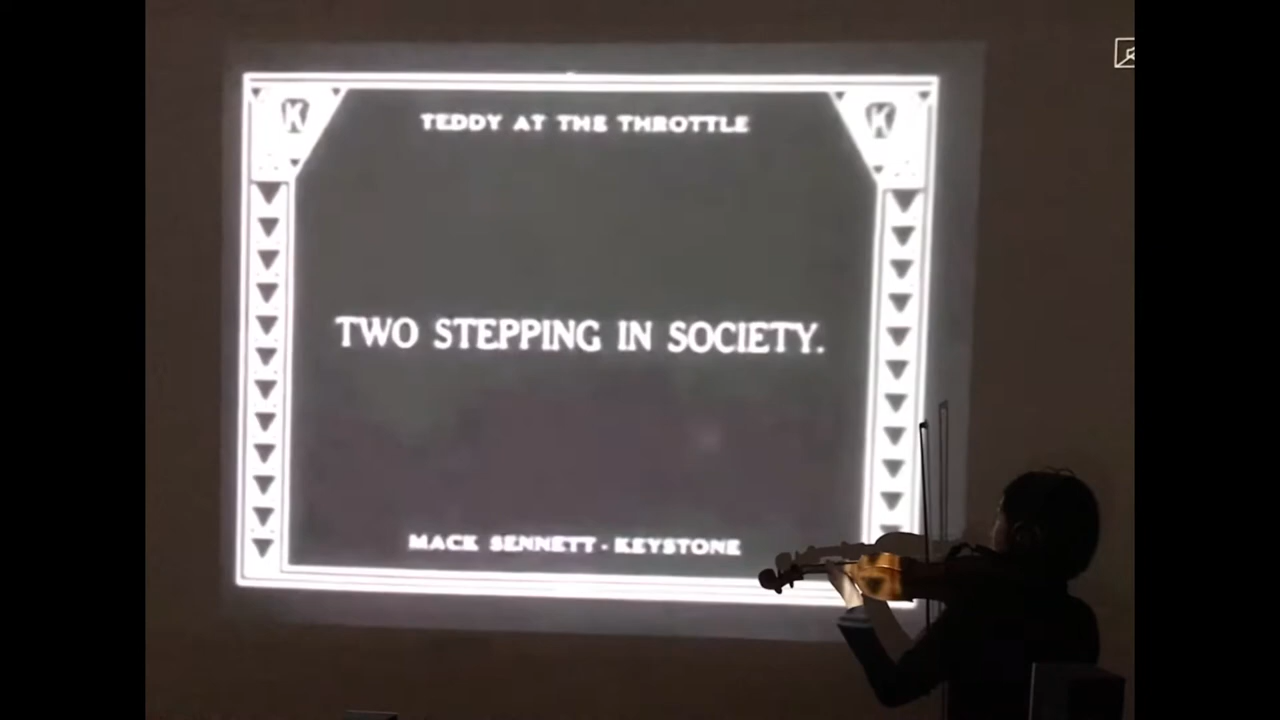 K
K
TEDDY AT THE THROTTLE
TWO STEPPING IN SOCIETY.
MACK SENNETT - KEYSTONE